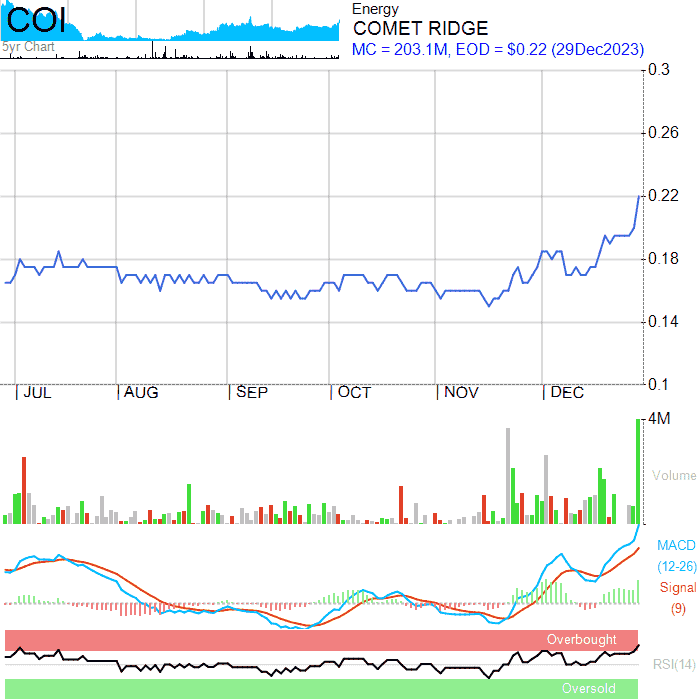 COI
5yr Chart
Energy
COMET RIDGE
MC = 203.1M, EOD = $0.22 (29Dec2023)
0.3
0.26
0.22
0.18
0.14
0.1
JUL AUG SEP OCT NOV DEC
4M
Volume
MACD
(12-26)
Signal
(9)
Overbought
RSI(14)
Oversold